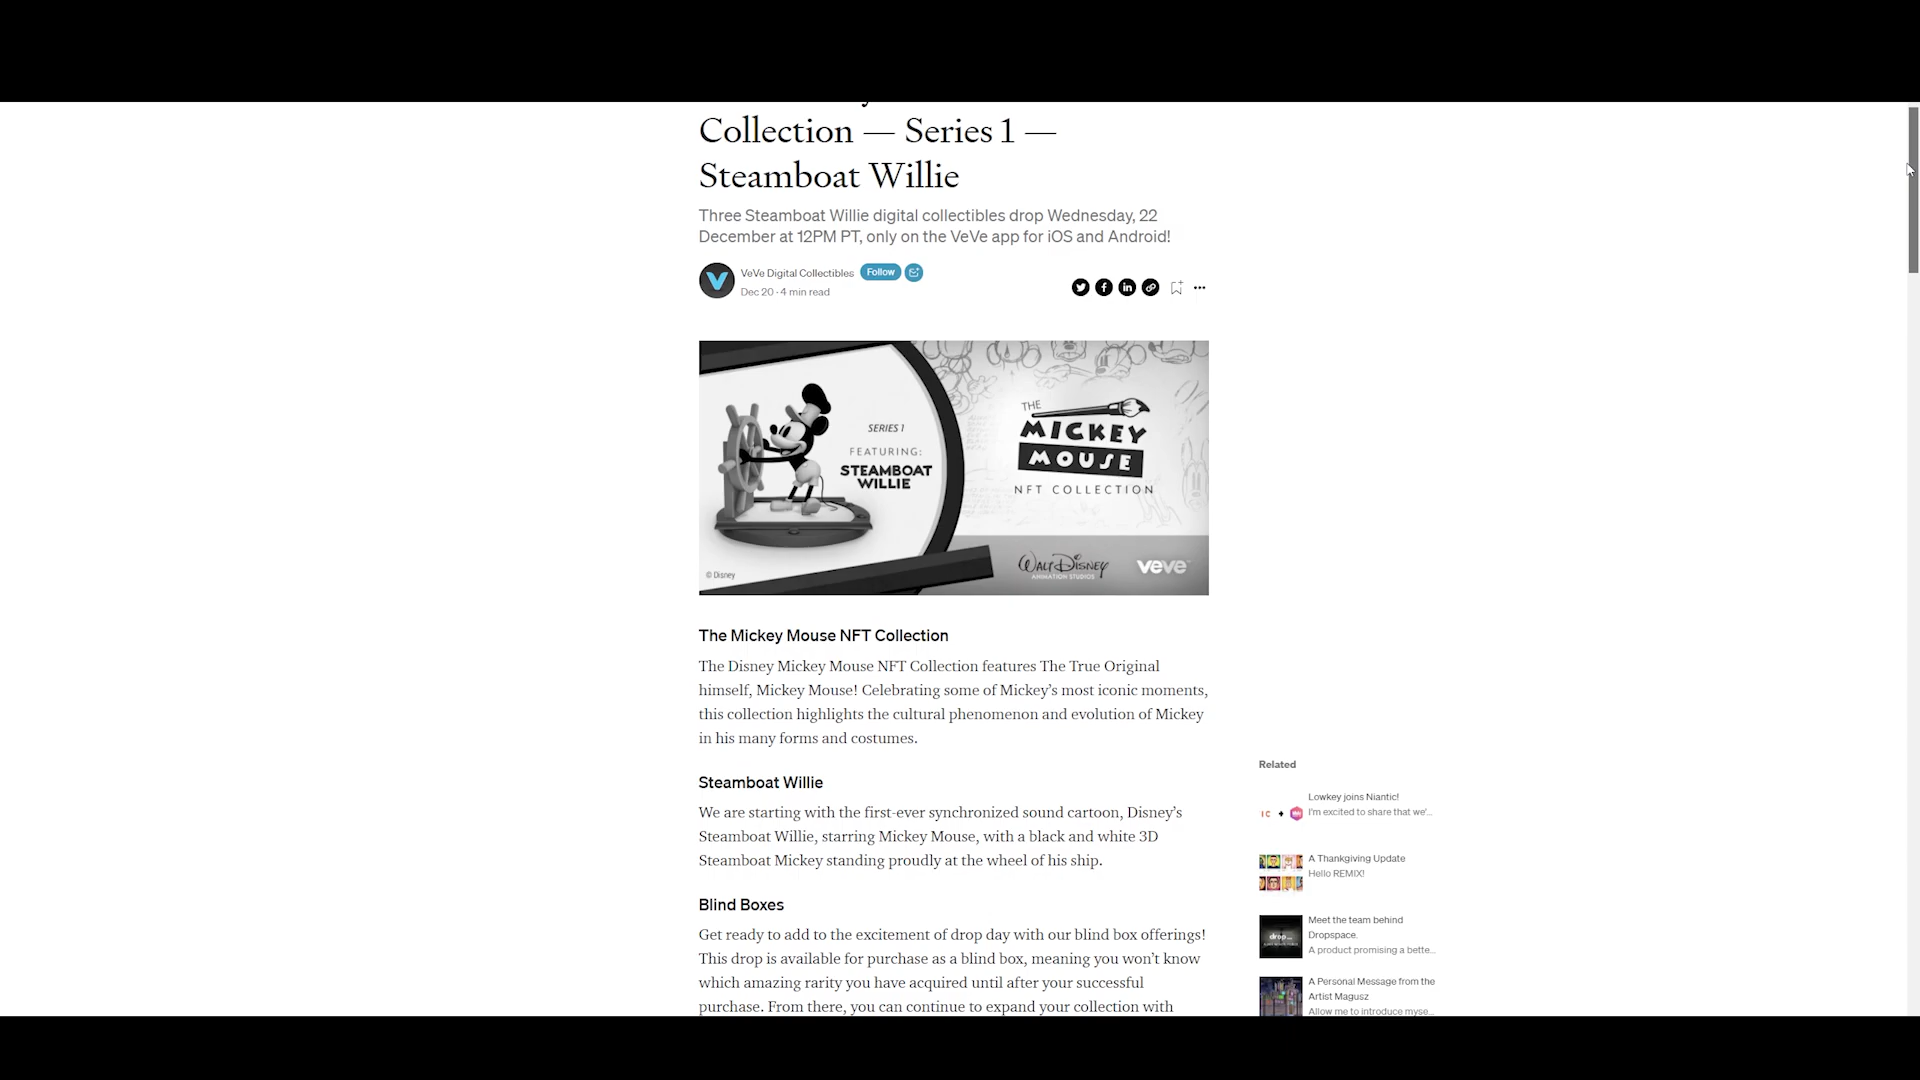 Collection — Series 1 —
Steamboat Willie
Three Steamboat Willie digital collectibles drop Wednesday, 22
December at 12PM PT, only on the VeVe app for iOS and Android!
VeVe Digital Collectibles Follow
Dec 20 · 4 min read
SERIES 1
FEATURING:
STEAMBOAT
WILLIE
© Disney
THE
MICKEY
MOUSE
NFT COLLECTION
WALT DISNEY
ANIMATION STUDIOS
veve
The Mickey Mouse NFT Collection
The Disney Mickey Mouse NFT Collection features The True Original
himself, Mickey Mouse! Celebrating some of Mickey’s most iconic moments,
this collection highlights the cultural phenomenon and evolution of Mickey
in his many forms and costumes.
Steamboat Willie
We are starting with the first-ever synchronized sound cartoon, Disney’s
Steamboat Willie, starring Mickey Mouse, with a black and white 3D
Steamboat Mickey standing proudly at the wheel of his ship.
Blind Boxes
Get ready to add to the excitement of drop day with our blind box offerings!
This drop is available for purchase as a blind box, meaning you won’t know
which amazing rarity you have acquired until after your successful
purchase. From there, you can continue to expand your collection with
Related
Lowkey joins Niantic!
I'm excited to share that we'...
A Thankgiving Update
Hello REMIX!
Meet the team behind
Dropspace.
A product promising a bette...
A Personal Message from the
Artist Magusz
Allow me to introduce myse...